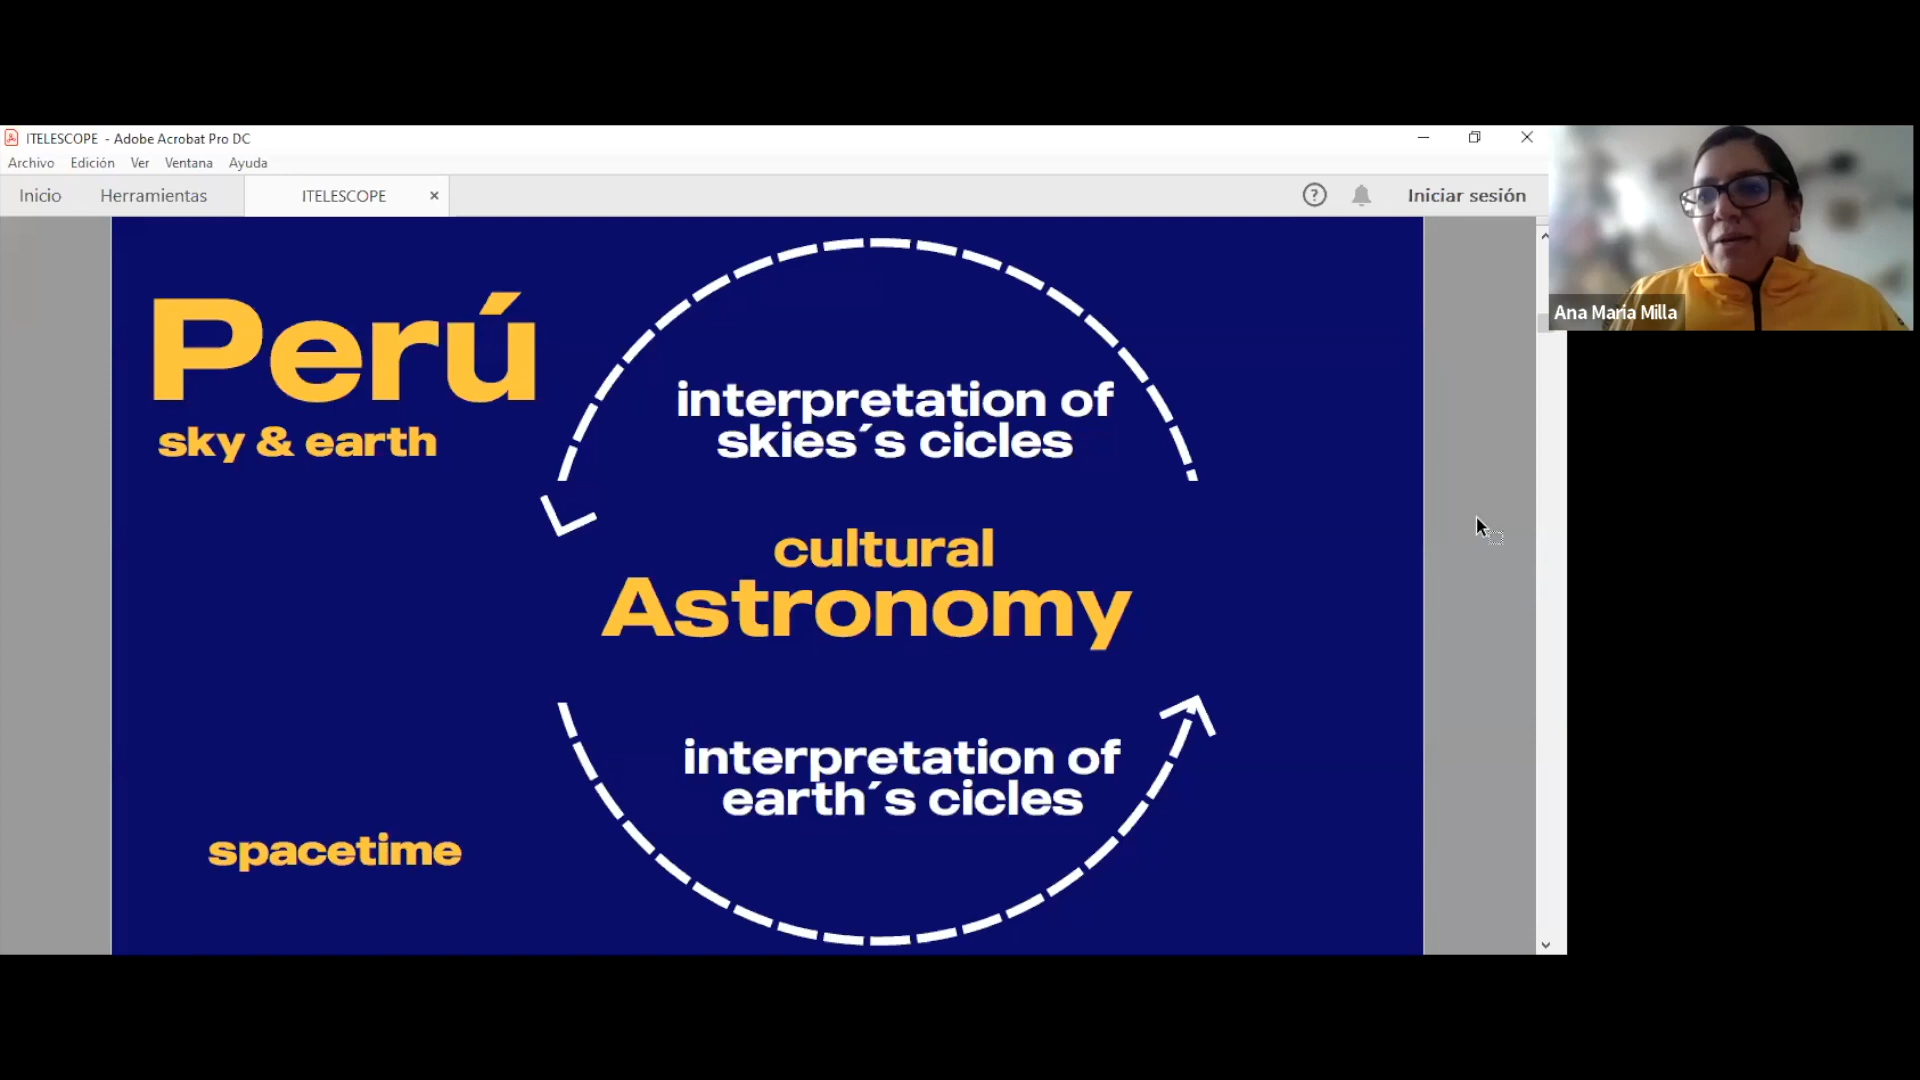 ITELESCOPE - Adobe Acrobat Pro DC
Archivo Edición Ver Ventana Ayuda
Inicio Herramientas ITELESCOPE Iniciar sesión
Perú
sky & earth
interpretation of
skies´s cicles
cultural
Astronomy
interpretation of
earth´s cicles
spacetime
Ana Maria Milla